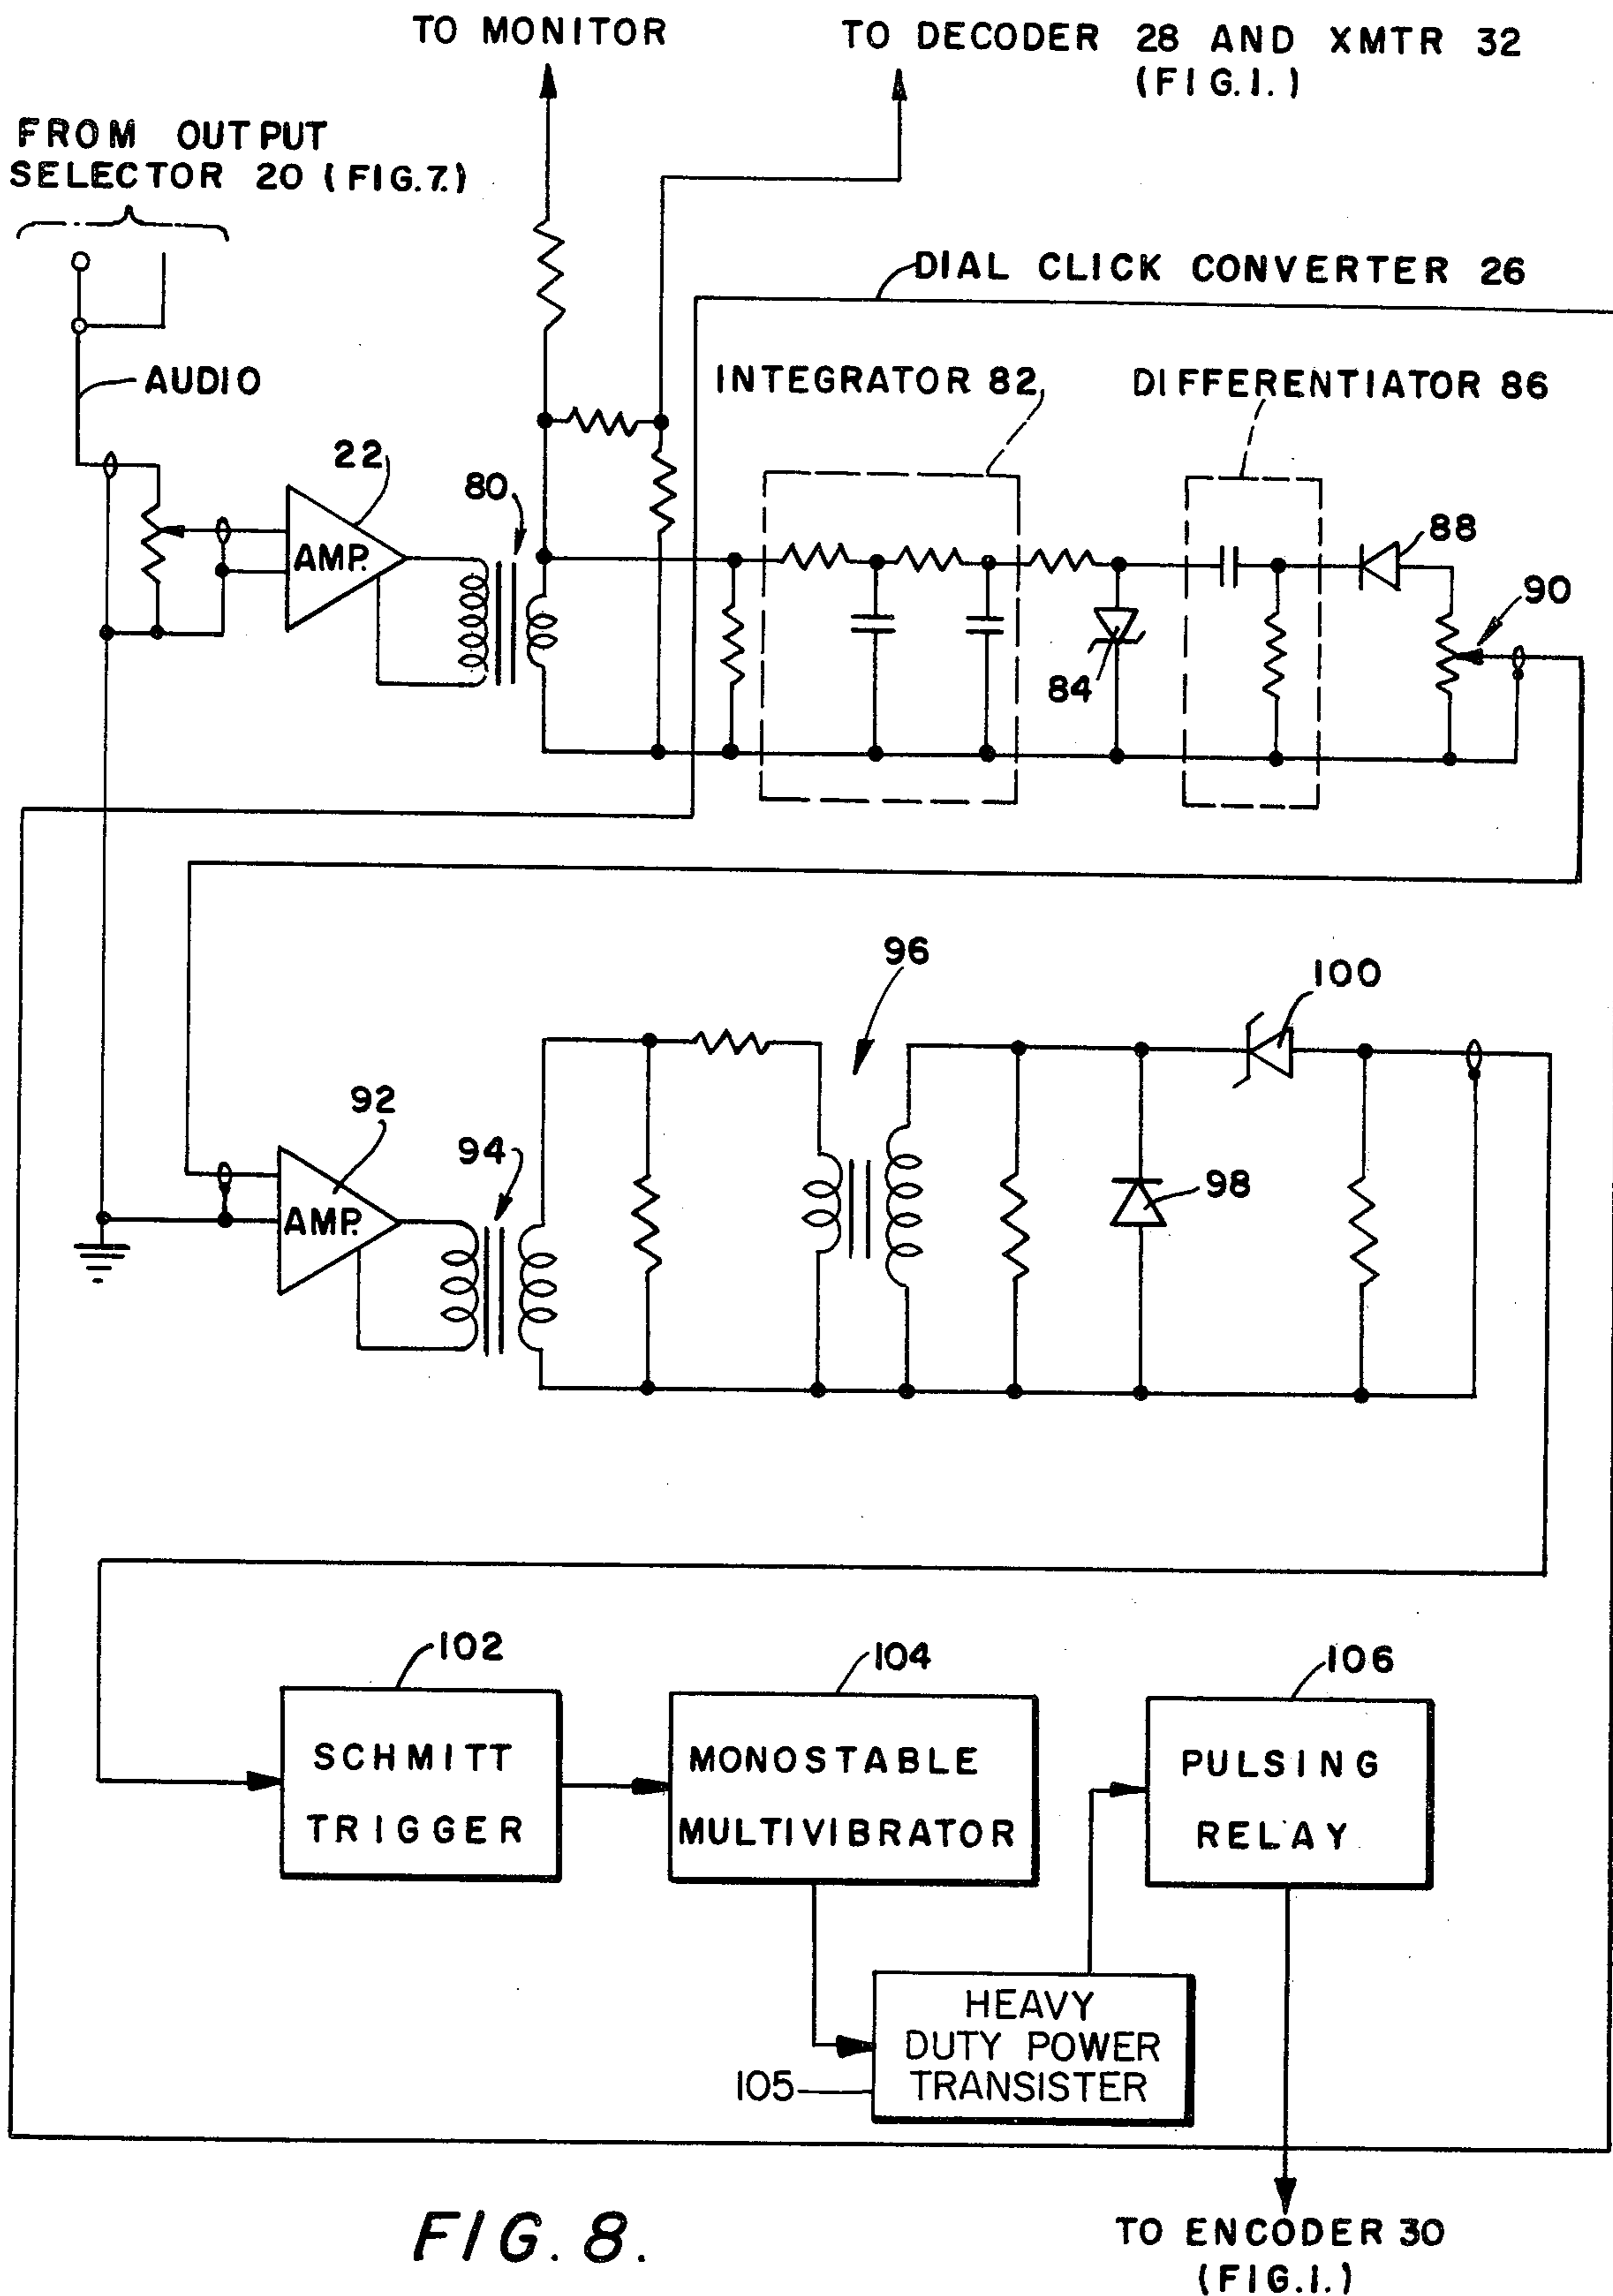 TO MONITOR
TO DECODER 28 AND XMTR 32
(FIG.1.)
FROM OUTPUT
SELECTOR 20 (FIG.7.)
DIAL CLICK CONVERTER 26
AUDIO
INTEGRATOR 82
DIFFERENTIATOR 86
22
80
AMP.
88
90
84
96
100
92
94
AMP.
98
102
104
106
SCHMITT
TRIGGER
MONOSTABLE
MULTIVIBRATOR
PULSING
RELAY
HEAVY
DUTY POWER
TRANSISTER
105
FIG. 8.
TO ENCODER 30
(FIG.1.)